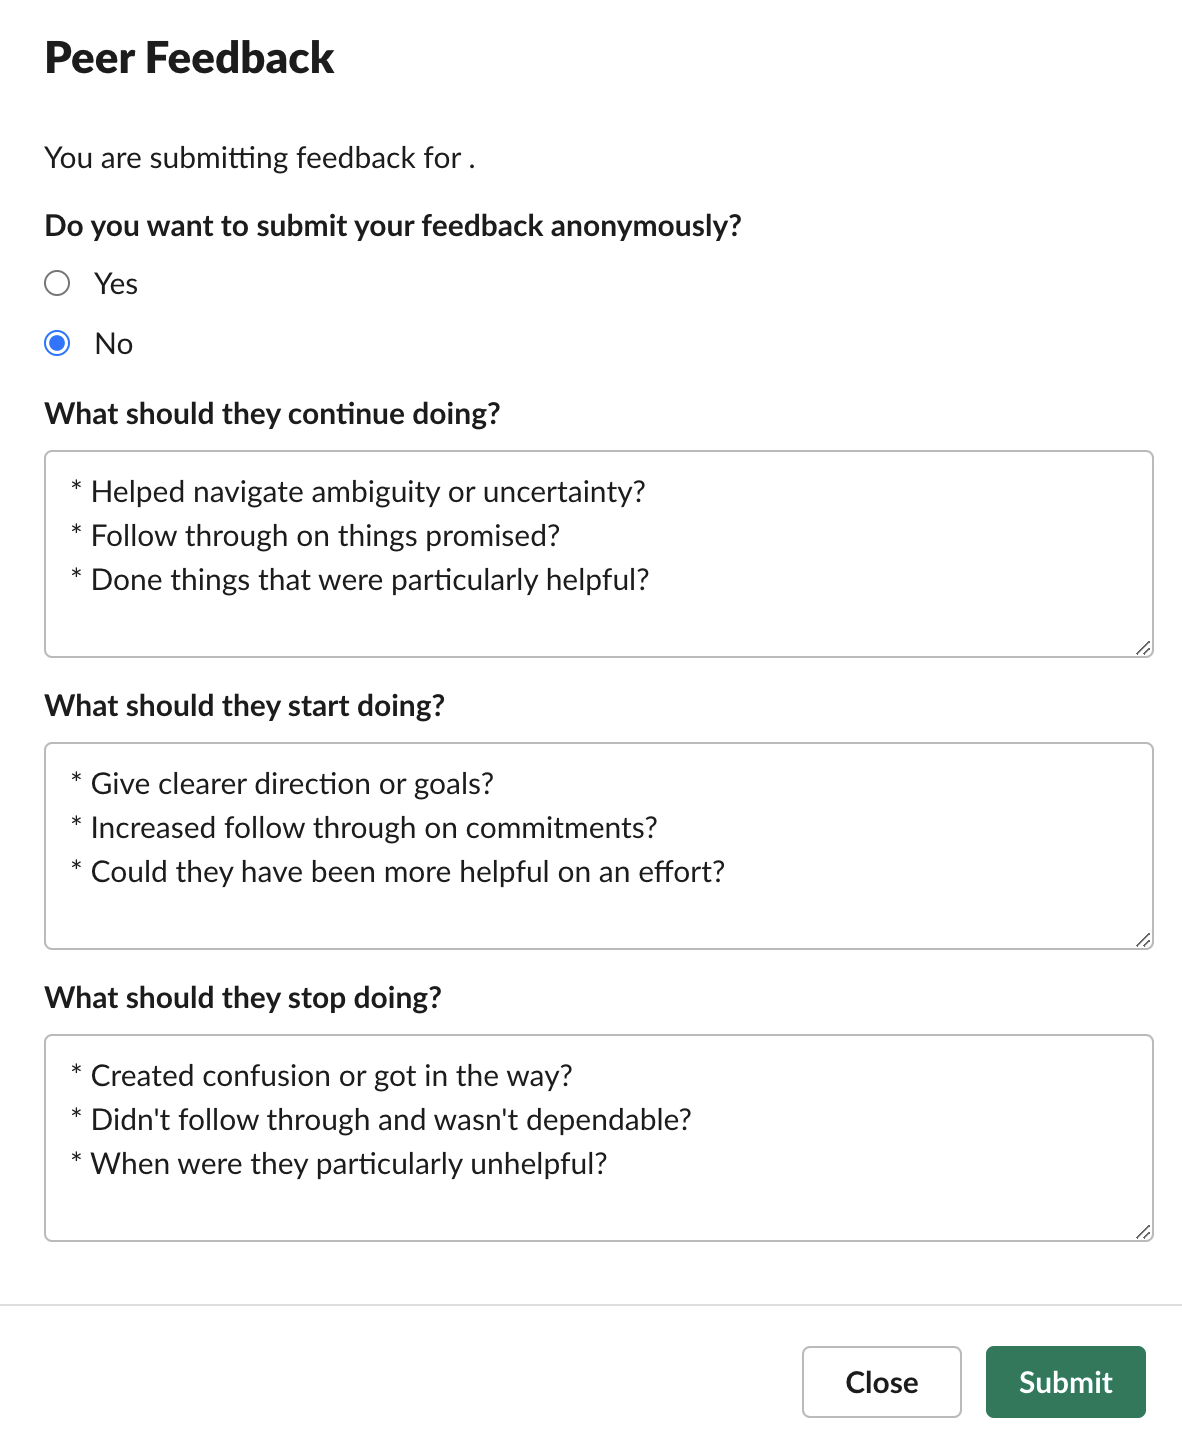 Peer Feedback
You are submitting feedback for .
Do you want to submit your feedback anonymously?
Yes
No
What should they continue doing?
* Helped navigate ambiguity or uncertainty?
* Follow through on things promised?
* Done things that were particularly helpful?
What should they start doing?
* Give clearer direction or goals?
* Increased follow through on commitments?
* Could they have been more helpful on an effort?
What should they stop doing?
* Created confusion or got in the way?
* Didn't follow through and wasn't dependable?
* When were they particularly unhelpful?
Close
Submit